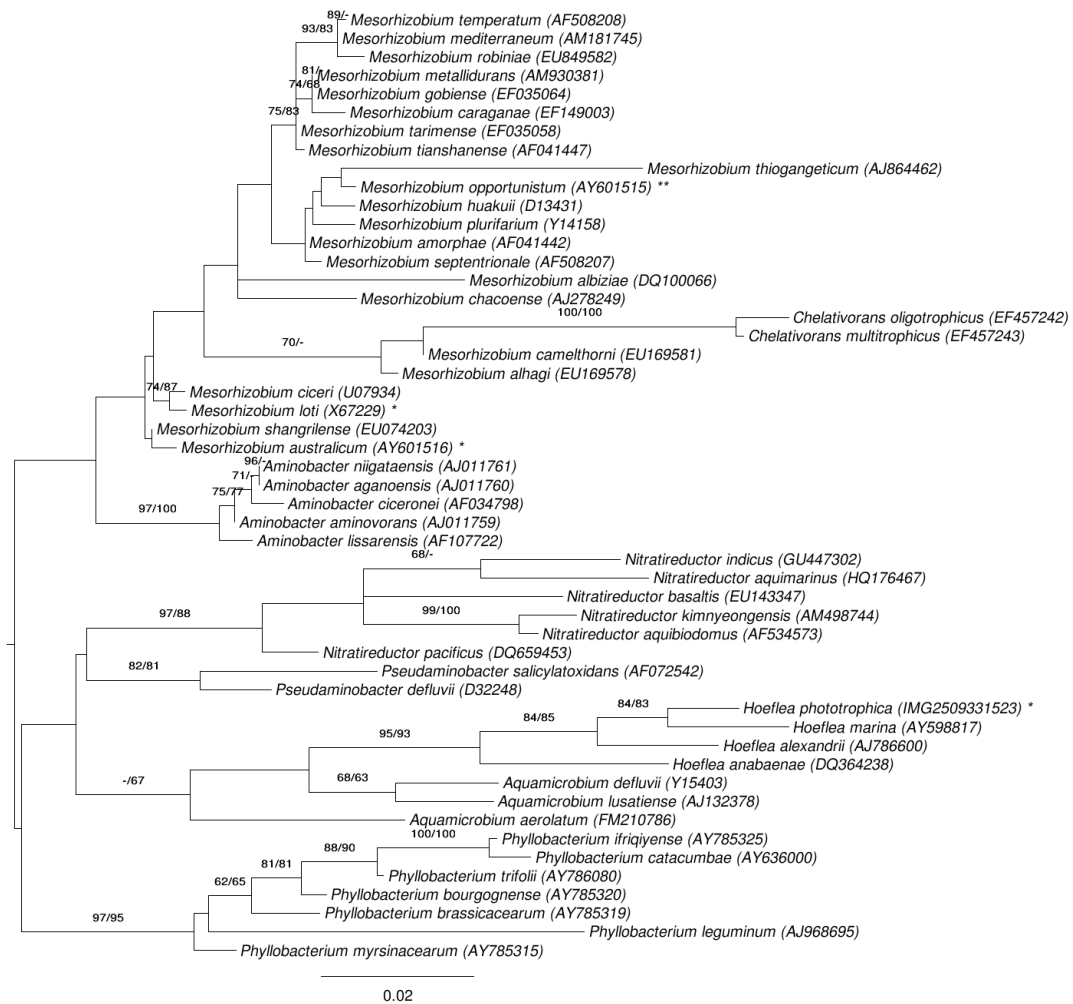 89/-
Mesorhizobium temperatum (AF508208)
93/83
Mesorhizobium mediterraneum (AM181745)
Mesorhizobium robiniae (EU849582)
81/-
Mesorhizobium metallidurans (AM930381)
74/68
Mesorhizobium gobiense (EF035064)
75/83
Mesorhizobium caraganae (EF149003)
Mesorhizobium tarimense (EF035058)
Mesorhizobium tianshanense (AF041447)
Mesorhizobium thiogangeticum (AJ864462)
Mesorhizobium opportunistum (AY601515) **
Mesorhizobium huakuii (D13431)
Mesorhizobium plurifarium (Y14158)
Mesorhizobium amorphae (AF041442)
Mesorhizobium septentrionale (AF508207)
Mesorhizobium albiziae (DQ100066)
Mesorhizobium chacoense (AJ278249)
100/100
Chelativorans oligotrophicus (EF457242)
Chelativorans multitrophicus (EF457243)
70/-
Mesorhizobium camelthorni (EU169581)
Mesorhizobium alhagi (EU169578)
74/87
Mesorhizobium ciceri (U07934)
Mesorhizobium loti (X67229) *
Mesorhizobium shangrilense (EU074203)
Mesorhizobium australicum (AY601516) *
96/-
Aminobacter niigataensis (AJ011761)
71/-
Aminobacter aganoensis (AJ011760)
75/77
Aminobacter ciceronei (AF034798)
97/100
Aminobacter aminovorans (AJ011759)
Aminobacter lissarensis (AF107722)
68/-
Nitratireductor indicus (GU447302)
Nitratireductor aquimarinus (HQ176467)
Nitratireductor basaltis (EU143347)
97/88
99/100
Nitratireductor kimnyeongensis (AM498744)
Nitratireductor aquibiodomus (AF534573)
Nitratireductor pacificus (DQ659453)
82/81
Pseudaminobacter salicylatoxidans (AF072542)
Pseudaminobacter defluvii (D32248)
84/83
Hoeflea phototrophica (IMG2509331523) *
84/85
Hoeflea marina (AY598817)
95/93
Hoeflea alexandrii (AJ786600)
Hoeflea anabaenae (DQ364238)
-/67
68/63
Aquamicrobium defluvii (Y15403)
Aquamicrobium lusatiense (AJ132378)
Aquamicrobium aerolatum (FM210786)
100/100
Phyllobacterium ifriqiyense (AY785325)
88/90
Phyllobacterium catacumbae (AY636000)
81/81
Phyllobacterium trifolii (AY786080)
62/65
Phyllobacterium bourgognense (AY785320)
Phyllobacterium brassicacearum (AY785319)
97/95
Phyllobacterium leguminum (AJ968695)
Phyllobacterium myrsinacearum (AY785315)
0.02